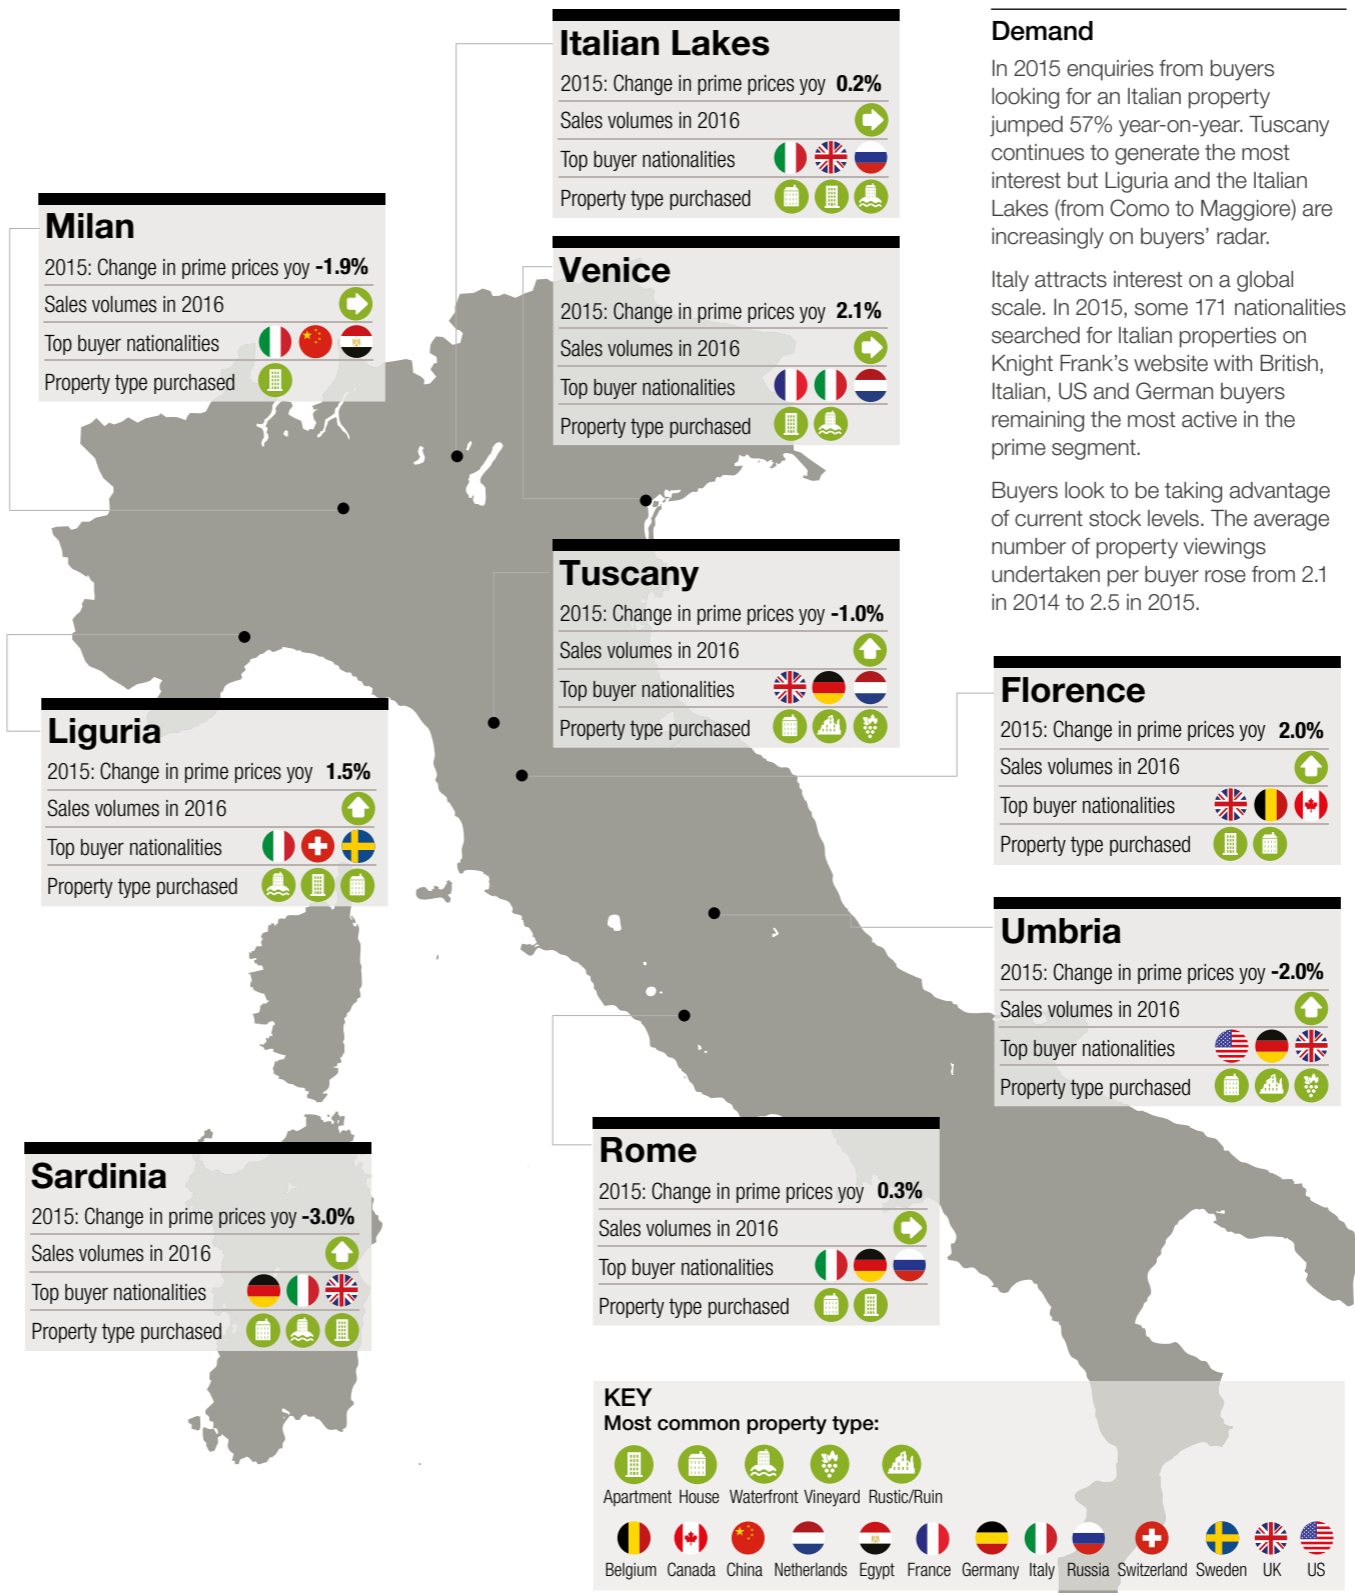 Italian Lakes
2015: Change in prime prices yoy 0.2%
Sales volumes in 2016
Top buyer nationalities
Property type purchased
Demand
In 2015 enquiries from buyers
looking for an Italian property
jumped 57% year-on-year. Tuscany
continues to generate the most
interest but Liguria and the Italian
Lakes (from Como to Maggiore) are
increasingly on buyers' radar.
Italy attracts interest on a global
scale. In 2015, some 171 nationalities
searched for Italian properties on
Knight Frank's website with British,
Italian, US and German buyers
remaining the most active in the
prime segment.
Buyers look to be taking advantage
of current stock levels. The average
number of property viewings
undertaken per buyer rose from 2.1
in 2014 to 2.5 in 2015.
Milan
2015: Change in prime prices yoy -1.9%
Sales volumes in 2016
Top buyer nationalities
Property type purchased
Venice
2015: Change in prime prices yoy 2.1%
Sales volumes in 2016
Top buyer nationalities
Property type purchased
Tuscany
2015: Change in prime prices yoy -1.0%
Sales volumes in 2016
Top buyer nationalities
Property type purchased
Florence
2015: Change in prime prices yoy 2.0%
Sales volumes in 2016
Top buyer nationalities
Property type purchased
Liguria
2015: Change in prime prices yoy 1.5%
Sales volumes in 2016
Top buyer nationalities
Property type purchased
Umbria
2015: Change in prime prices yoy -2.0%
Sales volumes in 2016
Top buyer nationalities
Property type purchased
Rome
2015: Change in prime prices yoy 0.3%
Sales volumes in 2016
Top buyer nationalities
Property type purchased
Sardinia
2015: Change in prime prices yoy -3.0%
Sales volumes in 2016
Top buyer nationalities
Property type purchased
KEY
Most common property type:
Apartment House Waterfront Vineyard Rustic/Ruin
Belgium Canada China Netherlands Egypt France Germany Italy Russia Switzerland Sweden UK US